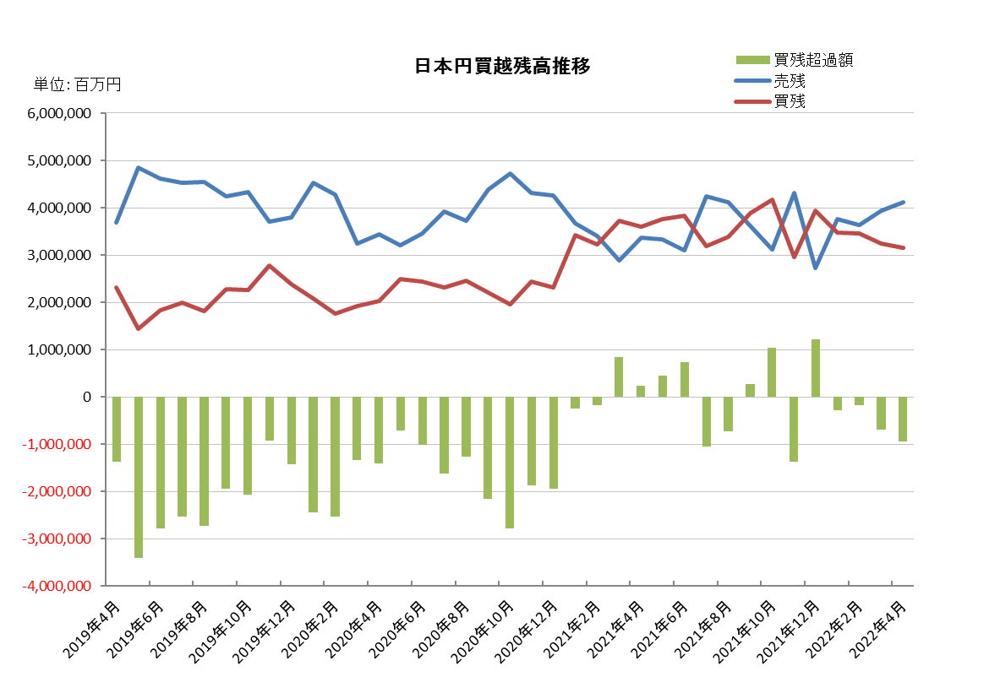 日本円買越残高推移
買残超過額
売残
買残
単位: 百万円
6,000,000
5,000,000
4,000,000
3,000,000
2,000,000
1,000,000
0
-1,000,000
-2,000,000
-3,000,000
-4,000,000
2019年4月
2019年6月
2019年8月
2019年10月
2019年12月
2020年2月
2020年4月
2020年6月
2020年8月
2020年10月
2020年12月
2021年2月
2021年4月
2021年6月
2021年8月
2021年10月
2021年12月
2022年2月
2022年4月